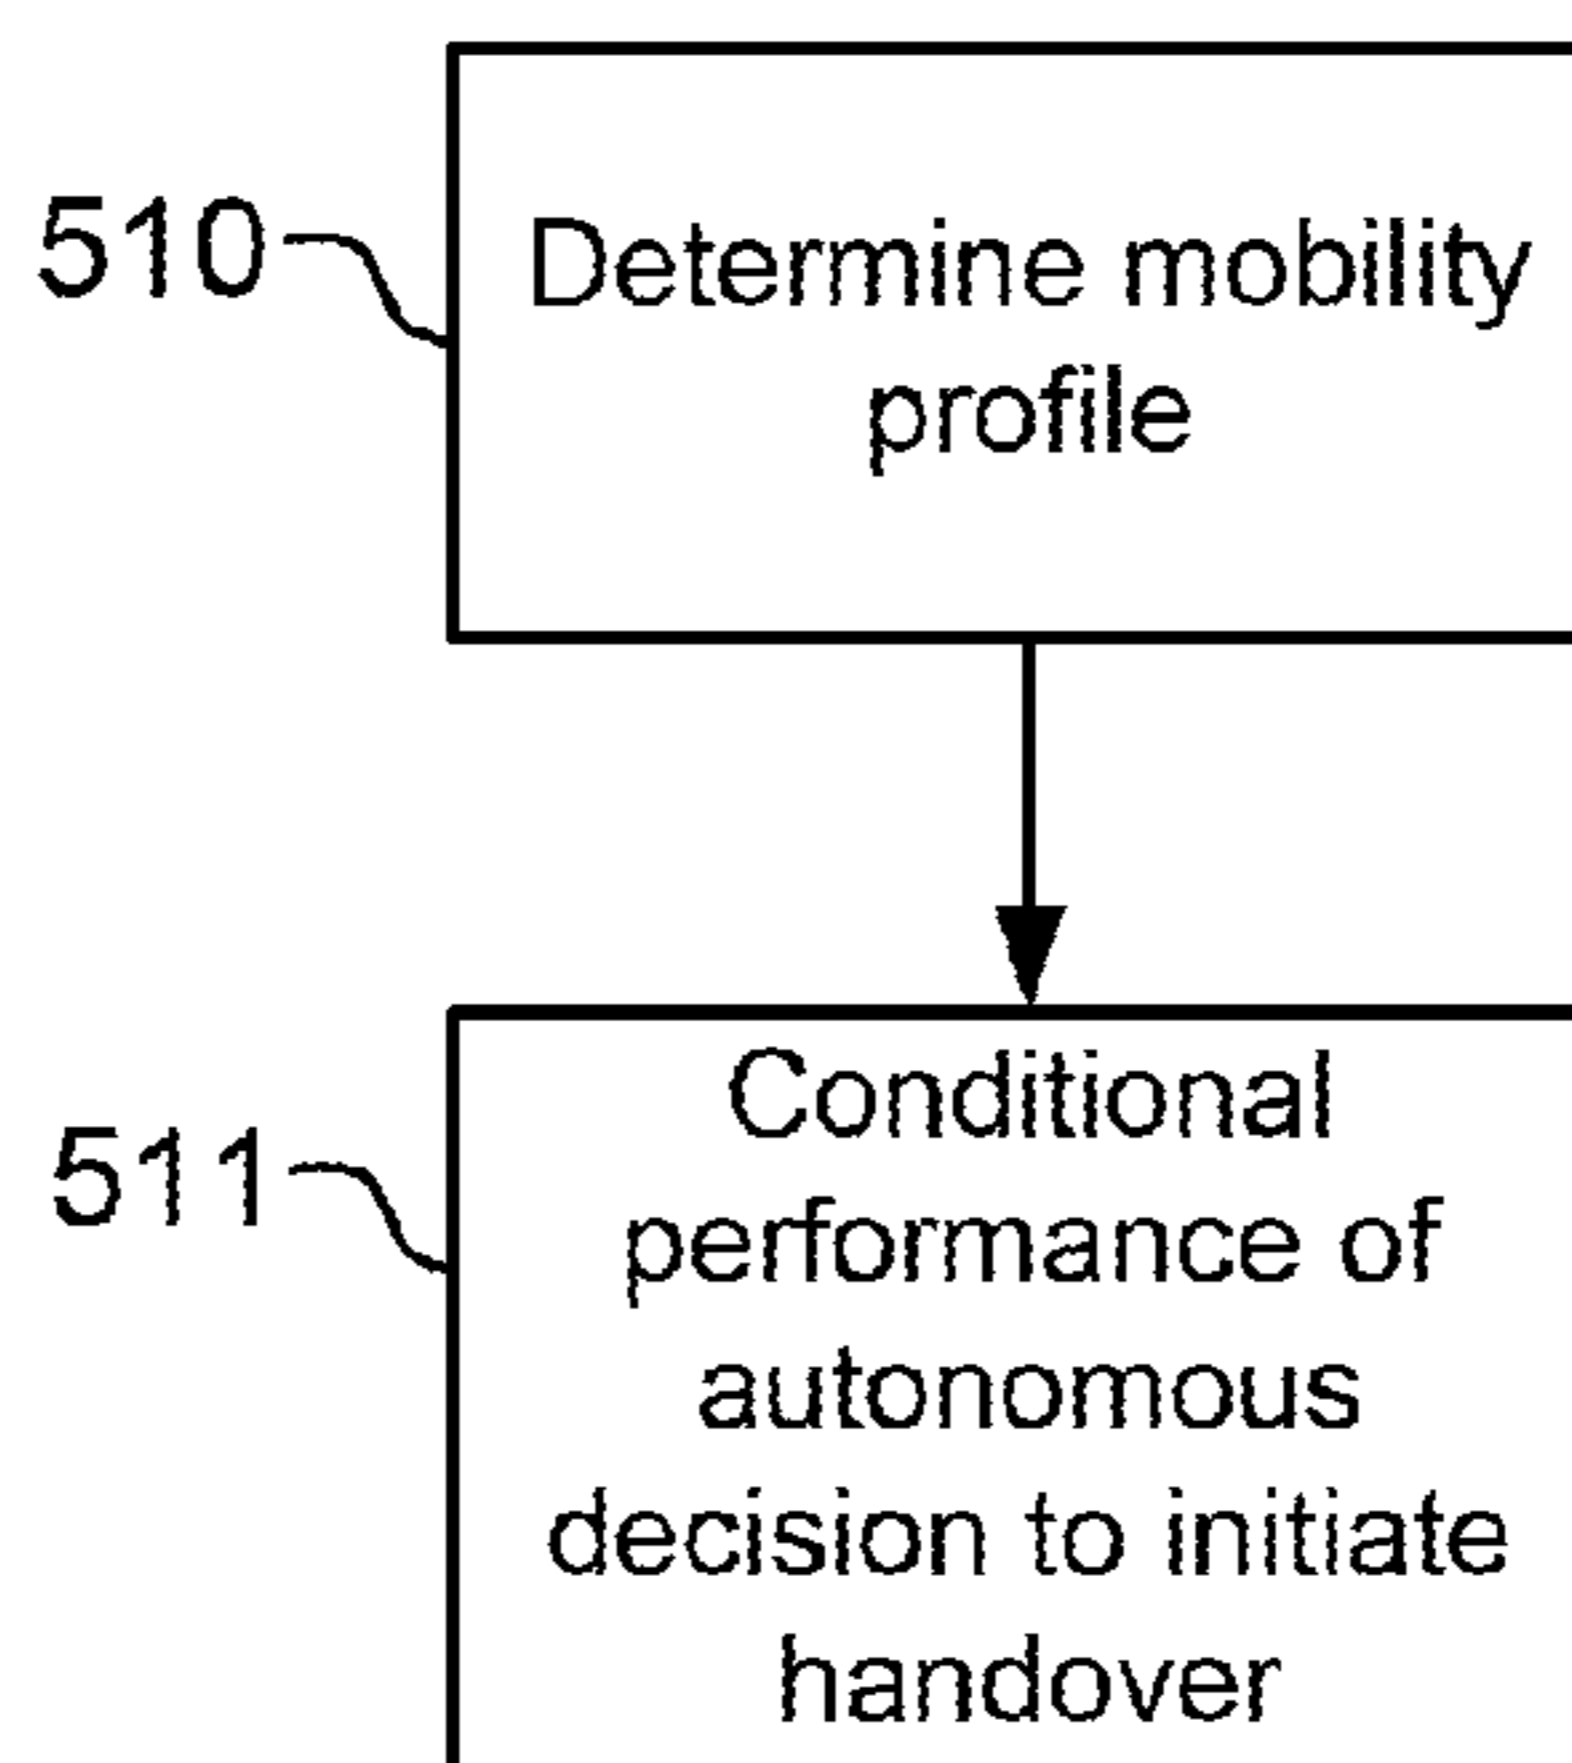 510
Determine mobility
profile
511
Conditional
performance of
autonomous
decision to initiate
handover